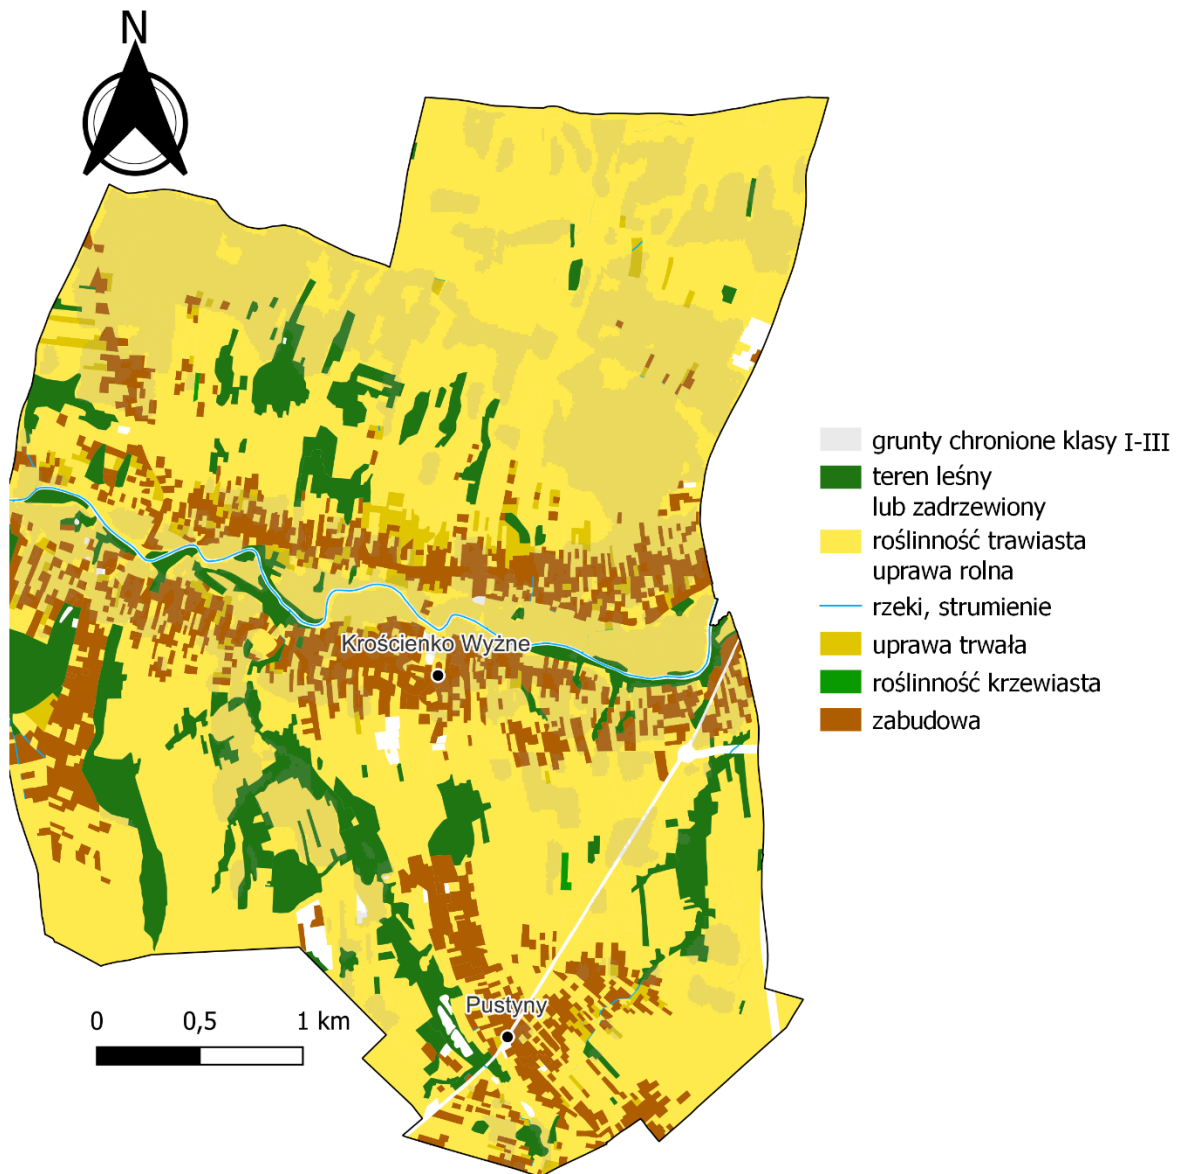 N
grunty chronione klasy I-III
teren leśny
lub zadrzewiony
roślinność trawiasta
uprawa rolna
rzeki, strumienie
uprawa trwała
roślinność krzewiasta
zabudowa
Krościenko Wyżne
Pustyny
0 0,5 1 km